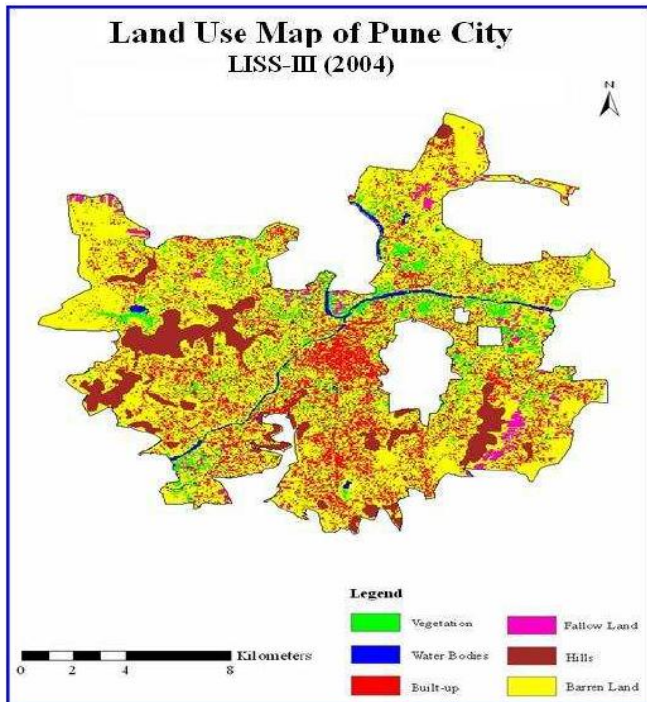 Land Use Map of Pune City
LISS-III (2004)
N
Legend
Vegetation
Fallow Land
Water Bodies
Hills
Built-up
Barren Land
Kilometers
0 2 4 8